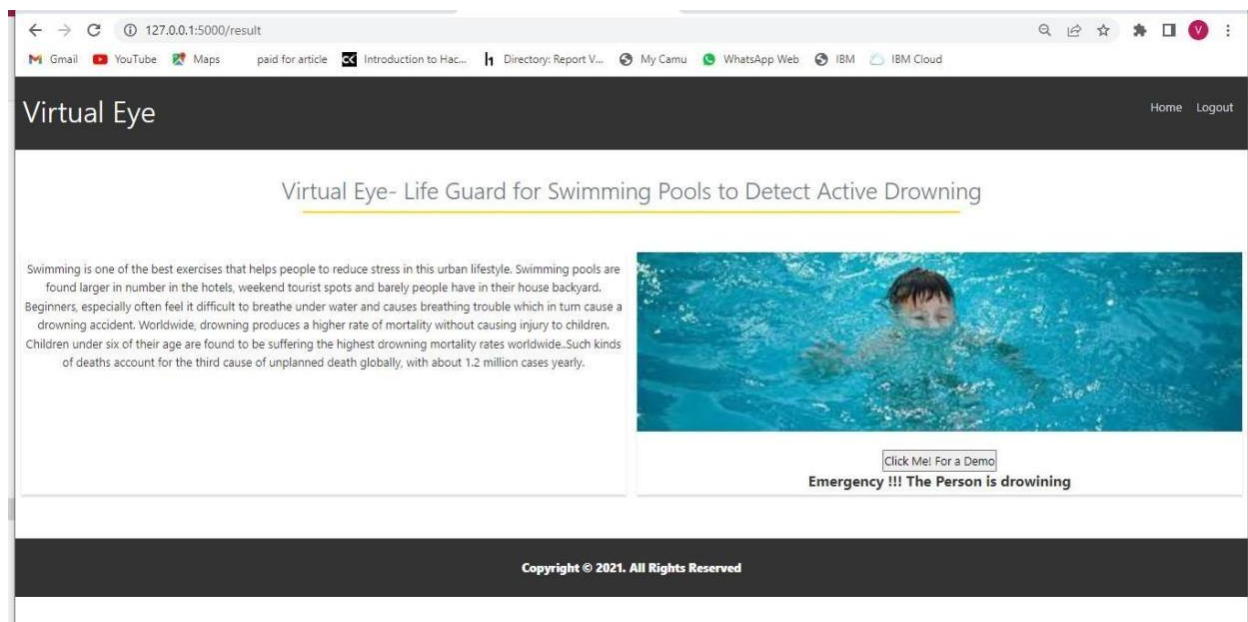 127.0.0.1:5000/result
Gmail YouTube Maps paid for article Introduction to Hac... Directory: Report V... My Camu WhatsApp Web IBM IBM Cloud
Virtual Eye
Home Logout
Virtual Eye- Life Guard for Swimming Pools to Detect Active Drowning
Swimming is one of the best exercises that helps people to reduce stress in this urban lifestyle. Swimming pools are
found larger in number in the hotels, weekend tourist spots and barely people have in their house backyard.
Beginners, especially often feel it difficult to breathe under water and causes breathing trouble which in turn cause a
drowning accident. Worldwide, drowning produces a higher rate of mortality without causing injury to children.
Children under six of their age are found to be suffering the highest drowning mortality rates worldwide..Such kinds
of deaths account for the third cause of unplanned death globally, with about 1.2 million cases yearly.
Click Me! For a Demo
Emergency !!! The Person is drowining
Copyright © 2021. All Rights Reserved